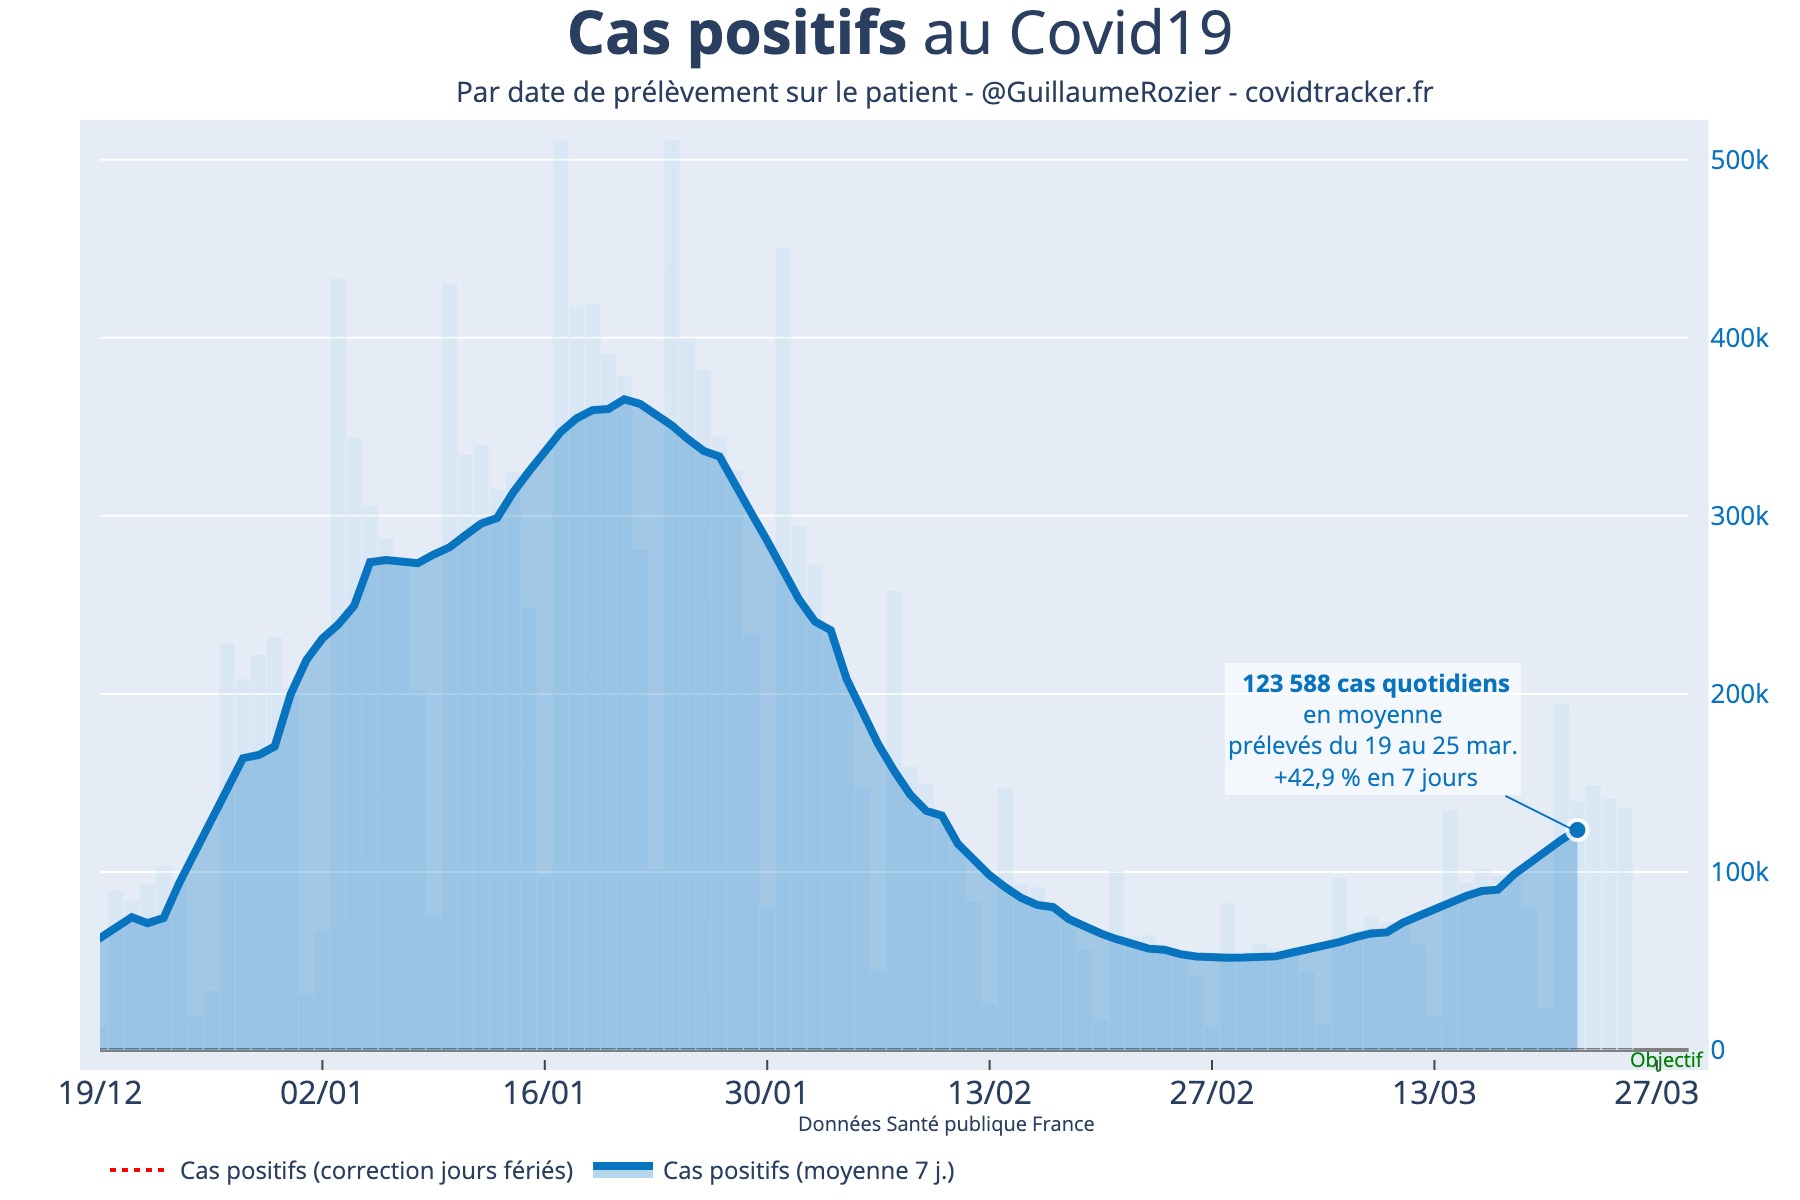 Cas positifs au Covid19
Par date de prélèvement sur le patient - @GuillaumeRozier - covidtracker.fr
500k
400k
300k
200k
100k
0
123 588 cas quotidiens
en moyenne
prélevés du 19 au 25 mar.
+42,9 % en 7 jours
Objectif
19/12 02/01 16/01 30/01 13/02 27/02 13/03 27/03
Données Santé publique France
Cas positifs (correction jours fériés) Cas positifs (moyenne 7 j.)